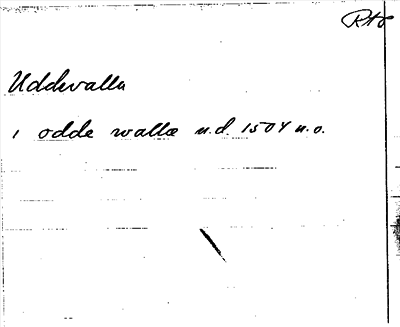 Uddevalla
i odde walla u.d. 1504 u.o.